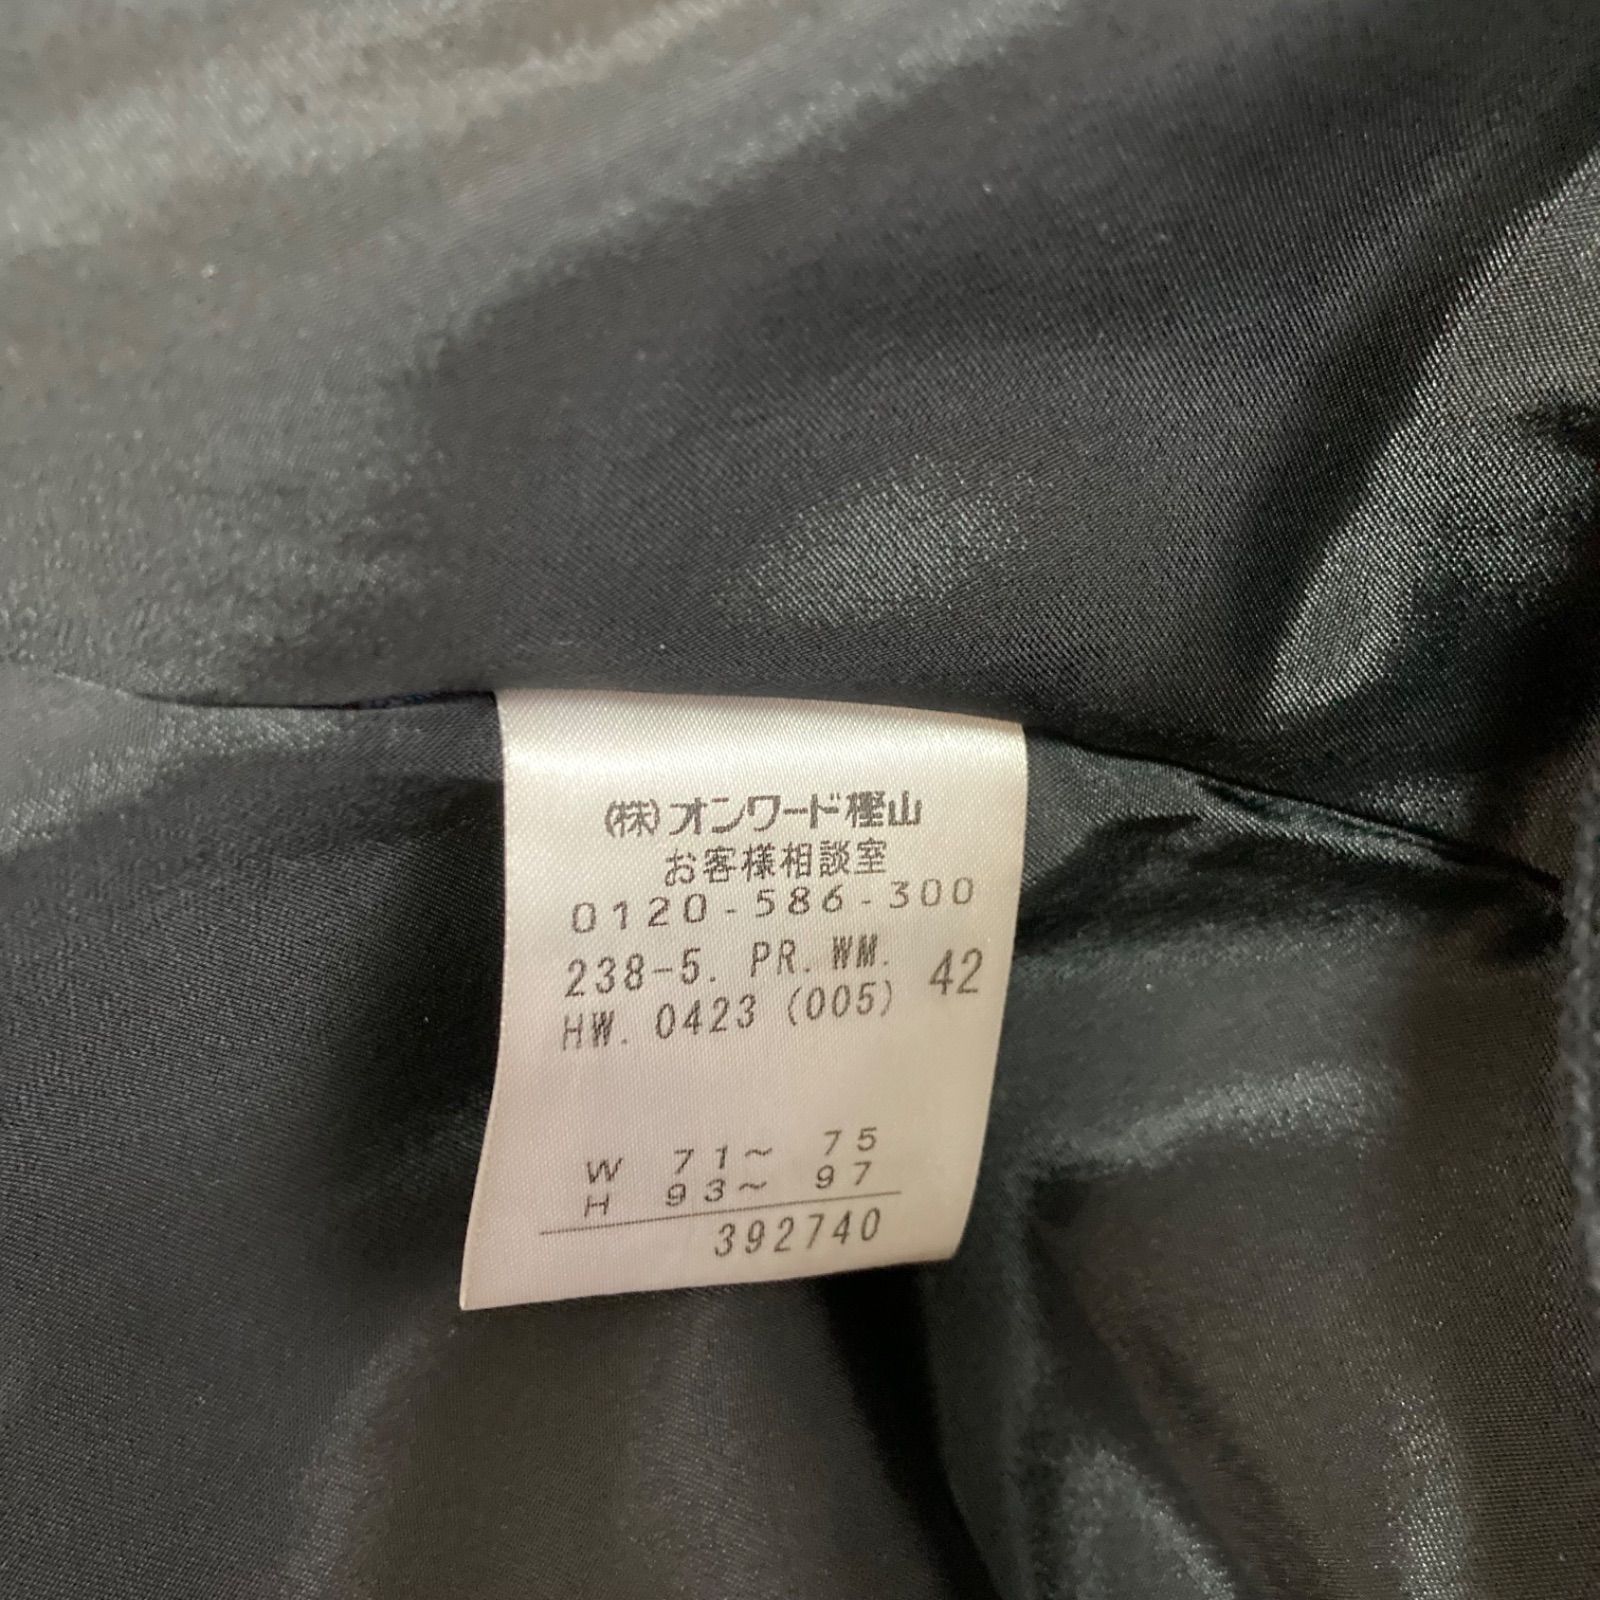 (株)オンワード樫山
お客様相談室
0120-586-300
238-5. PR. WM. 42
HW. 0423 (005)
W 71~ 75
H 93~ 97
392740